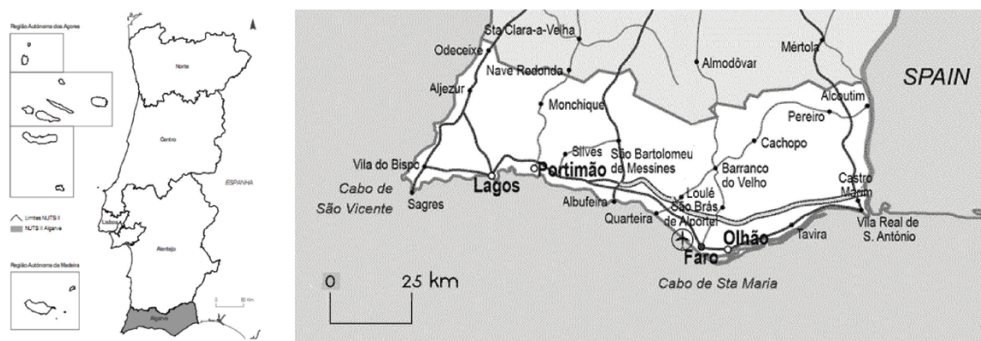 Região Autónoma dos Açores
Norte
Centro
ESPANHA
Lisboa
Limites NUTS II
NUTS II Algarve
Alentejo
Região Autónoma da Madeira
Algarve
Sta Clara-a-Velha
Odeceixe
Mértola
Nave Redonda
Almodôvar
SPAIN
Aljezur
Alcoutim
Monchique
Pereiro
Cachopo
Silves
São Bartolomeu
de Messines
Vila do Bispo
Portimão
Barranco
do Velho
Lagos
Castro
Marim
Cabo de
São Vicente
Loulé
Sagres
Albufeira
São Brás
de Alportel
Quarteira
Vila Real de
S. António
Tavira
Olhão
Faro
Cabo de Sta Maria
0 25 km